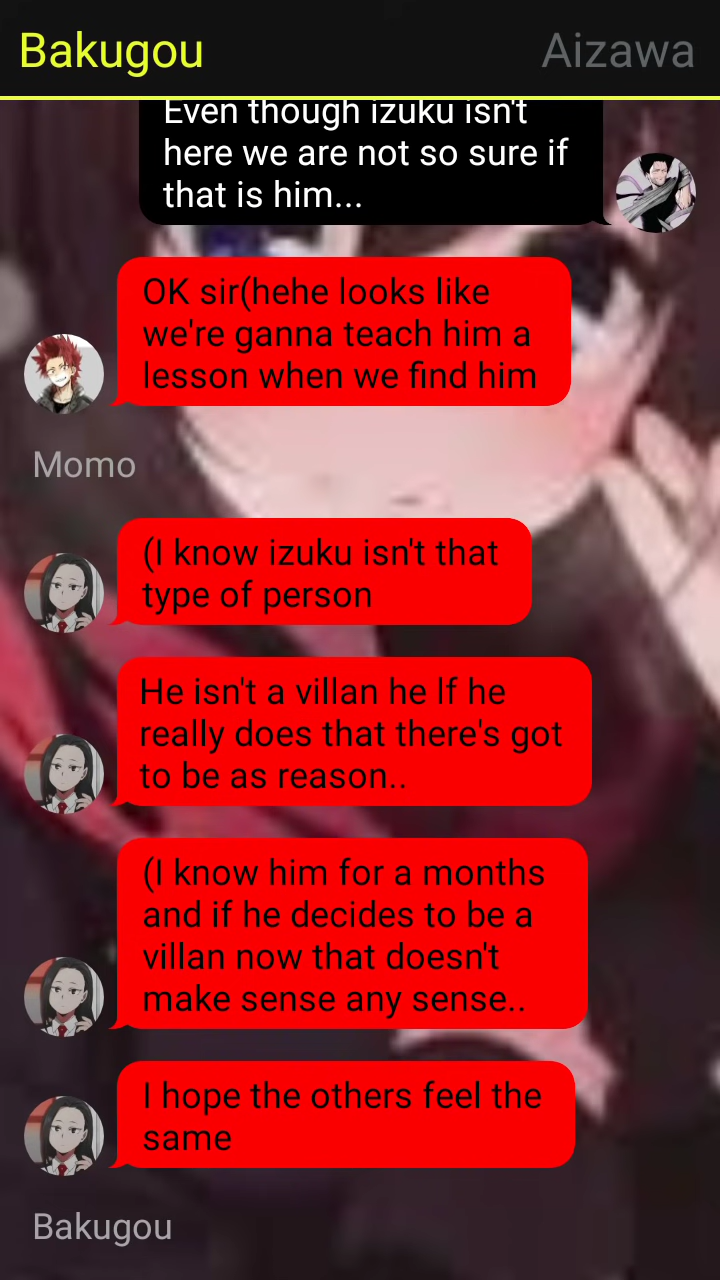 Bakugou
Aizawa
Even though izuku isn't
here we are not so sure if
that is him...
OK sir(hehe looks like
we're ganna teach him a
lesson when we find him
Momo
(I know izuku isn't that
type of person
He isn't a villan he If he
really does that there's got
to be as reason..
(I know him for a months
and if he decides to be a
villan now that doesn't
make sense any sense..
I hope the others feel the
same
Bakugou